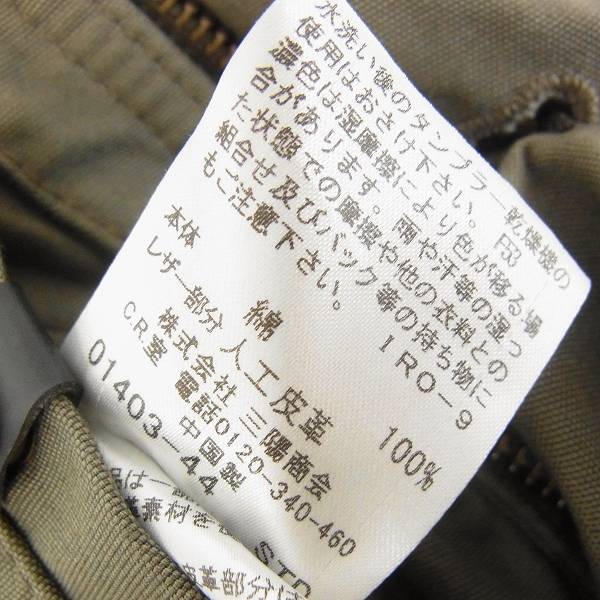 水洗い後のタンブラー乾燥機の
使用はおさけ下さい。 F53
濃色は湿摩擦により色が移る場
合があります。雨や汗等の湿っ
た状態での摩擦や他の衣料との
組合せ及びバック等の持ち物に
もご注意下さい。 IRO-9
本体 綿 100%
レザー部分 人工皮革
株式会社 三陽商会
C.R室 電話0120-340-460
中国製
01403-44
STD